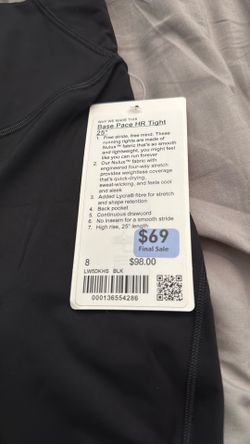 WHY WE MADE THIS
Base Pace HR Tight
25"
1. Free stride, free mind. These
running tights are made of
Nulux™ fabric that's so smooth
and lightweight, you might feel
like you can run forever
2. Our Nulux™ fabric with
engineered four-way stretch
provides weightless coverage
that's quick-drying,
sweat-wicking, and feels cool
and sleek
3. Added Lycra® fibre for stretch
and shape retention
4. Back pocket
5. Continuous drawcord
6. No inseam for a smooth stride
7. High rise, 25" length
$69
Final Sale
8
$98.00
LW5DKHS BLK
000136554286